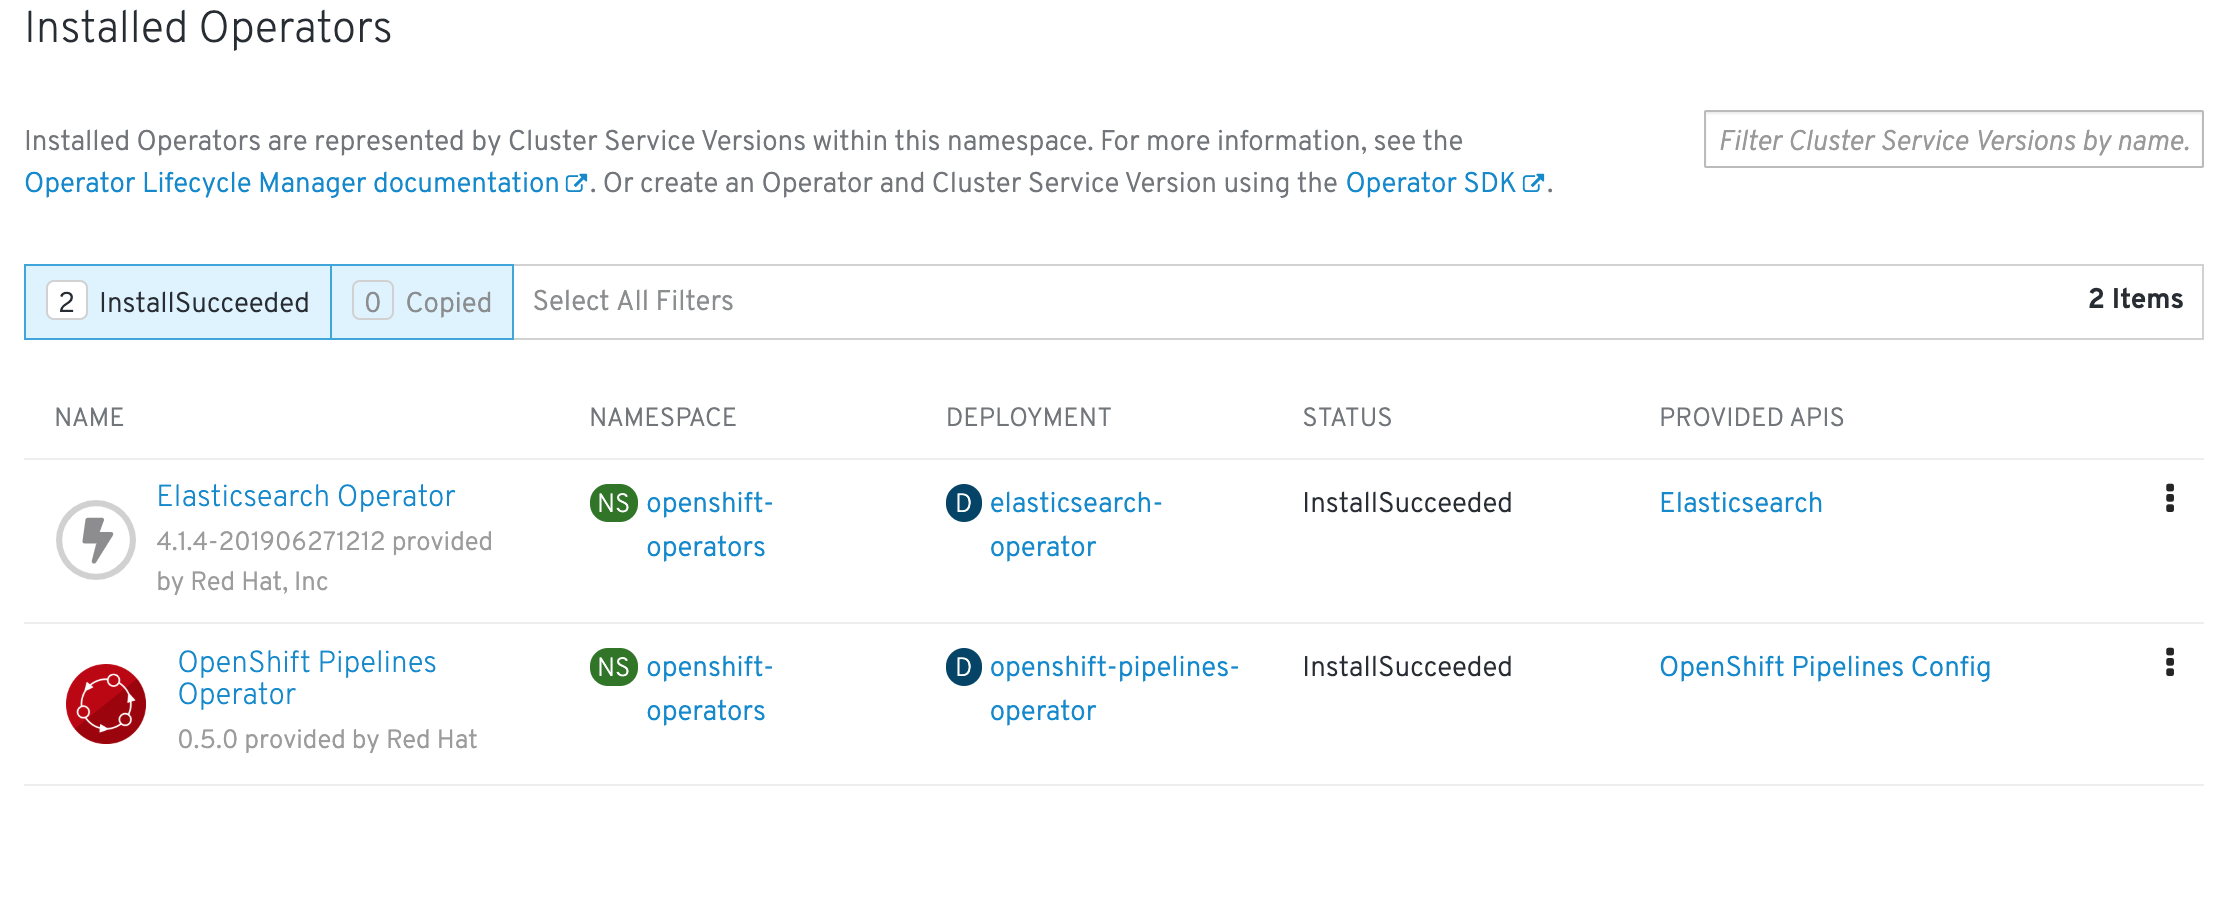 Installed Operators
Installed Operators are represented by Cluster Service Versions within this namespace. For more information, see the
Operator Lifecycle Manager documentation. Or create an Operator and Cluster Service Version using the Operator SDK.
Filter Cluster Service Versions by name.
2 InstallSucceeded 0 Copied Select All Filters 2 Items
NAME NAMESPACE DEPLOYMENT STATUS PROVIDED APIS
Elasticsearch Operator
4.1.4-201906271212 provided
by Red Hat, Inc
NS openshift-
operators
D elasticsearch-
operator
InstallSucceeded
Elasticsearch
OpenShift Pipelines
Operator
0.5.0 provided by Red Hat
NS openshift-
operators
D openshift-pipelines-
operator
InstallSucceeded
OpenShift Pipelines Config